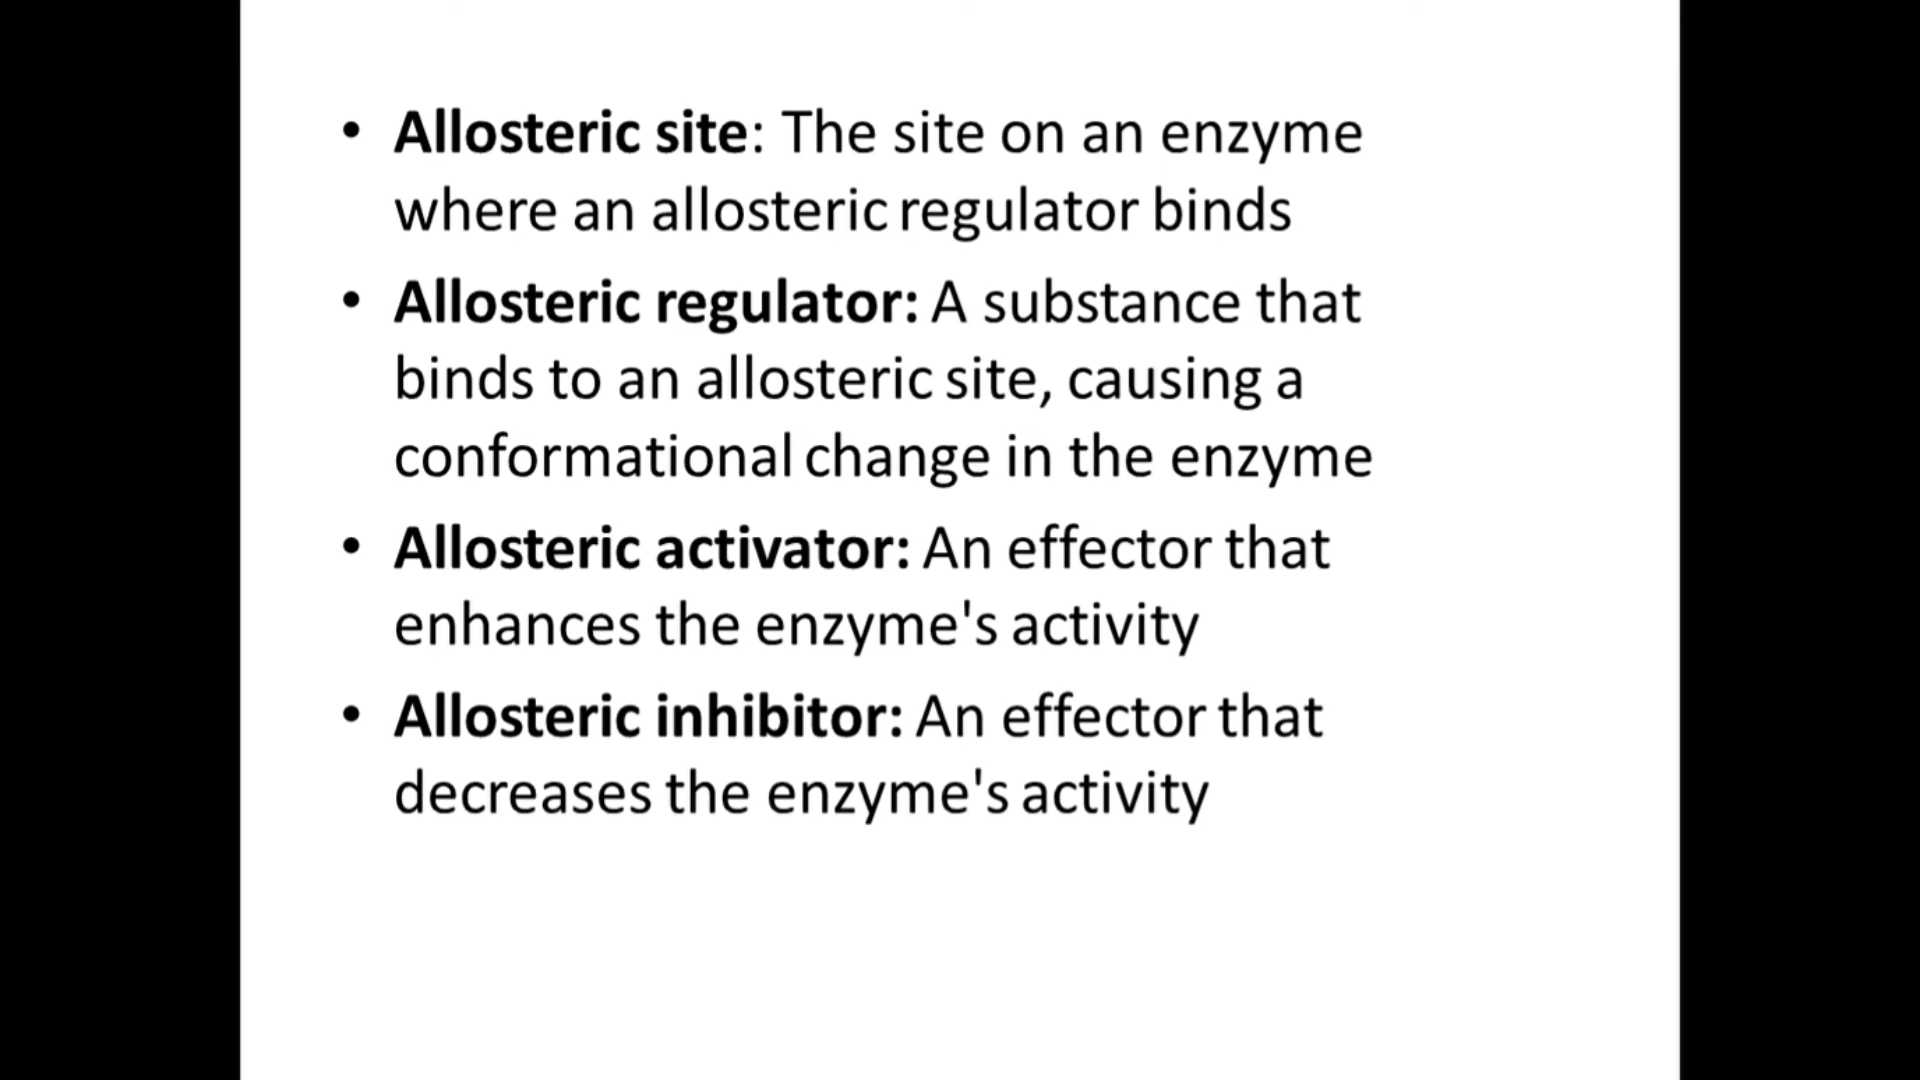 • Allosteric site: The site on an enzyme
where an allosteric regulator binds
• Allosteric regulator: A substance that
binds to an allosteric site, causing a
conformational change in the enzyme
• Allosteric activator: An effector that
enhances the enzyme's activity
• Allosteric inhibitor: An effector that
decreases the enzyme's activity